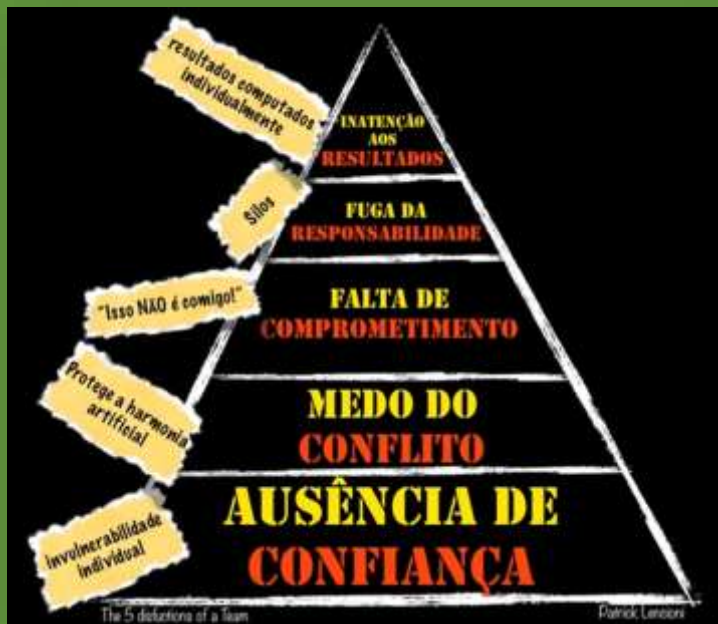 resultados computados
individualmente
INATENÇÃO
AOS
RESULTADOS
Silos
FUGA DA
RESPONSABILIDADE
"Isso NÃO é comigo!"
FALTA DE
COMPROMETIMENTO
Protege a harmonia
artificial
MEDO DO
CONFLITO
invulnerabilidade
individual
AUSÊNCIA DE
CONFIANÇA
The 5 disfuctions of a Team
Patrick Lencioni